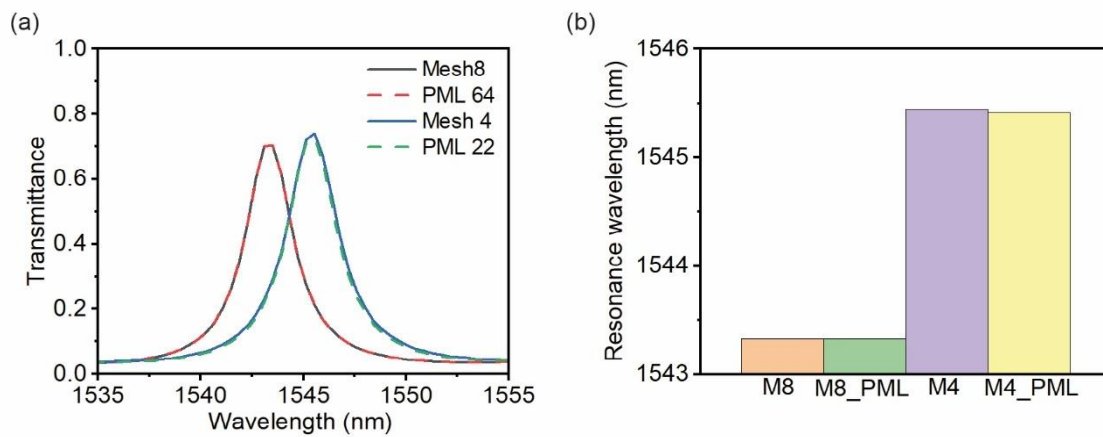 (a)
Transmittance
1.0
0.8
0.6
0.4
0.2
0.0
Mesh8
PML 64
Mesh 4
PML 22
1535
1540
1545
1550
1555
Wavelength (nm)
(b)
Resonance wavelength (nm)
1546
1545
1544
1543
M8
M8_PML
M4
M4_PML